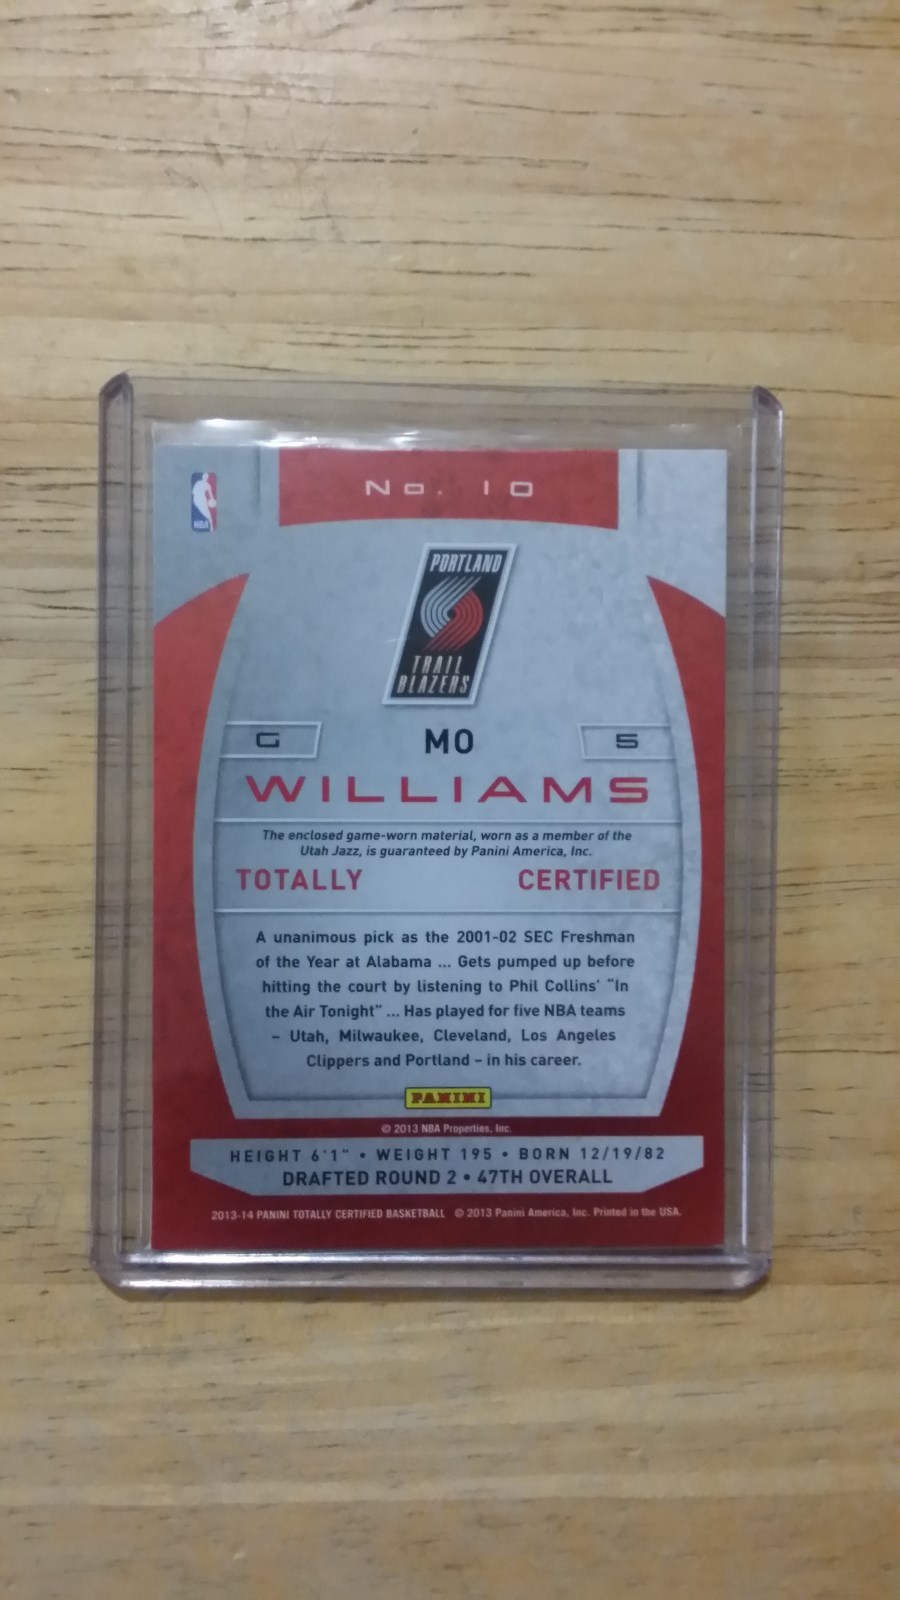 No. 10
NBA
PORTLAND
TRAIL
BLAZERS
G
MO
5
WILLIAMS
The enclosed game-worn material, worn as a member of the
Utah Jazz, is guaranteed by Panini America, Inc.
TOTALLY CERTIFIED
A unanimous pick as the 2001-02 SEC Freshman
of the Year at Alabama ... Gets pumped up before
hitting the court by listening to Phil Collins' "In
the Air Tonight" ... Has played for five NBA teams
– Utah, Milwaukee, Cleveland, Los Angeles
Clippers and Portland – in his career.
PANINI
© 2013 NBA Properties, Inc.
HEIGHT 6'1" • WEIGHT 195 • BORN 12/19/82
DRAFTED ROUND 2 • 47TH OVERALL
2013-14 PANINI TOTALLY CERTIFIED BASKETBALL © 2013 Panini America, Inc. Printed in the USA.